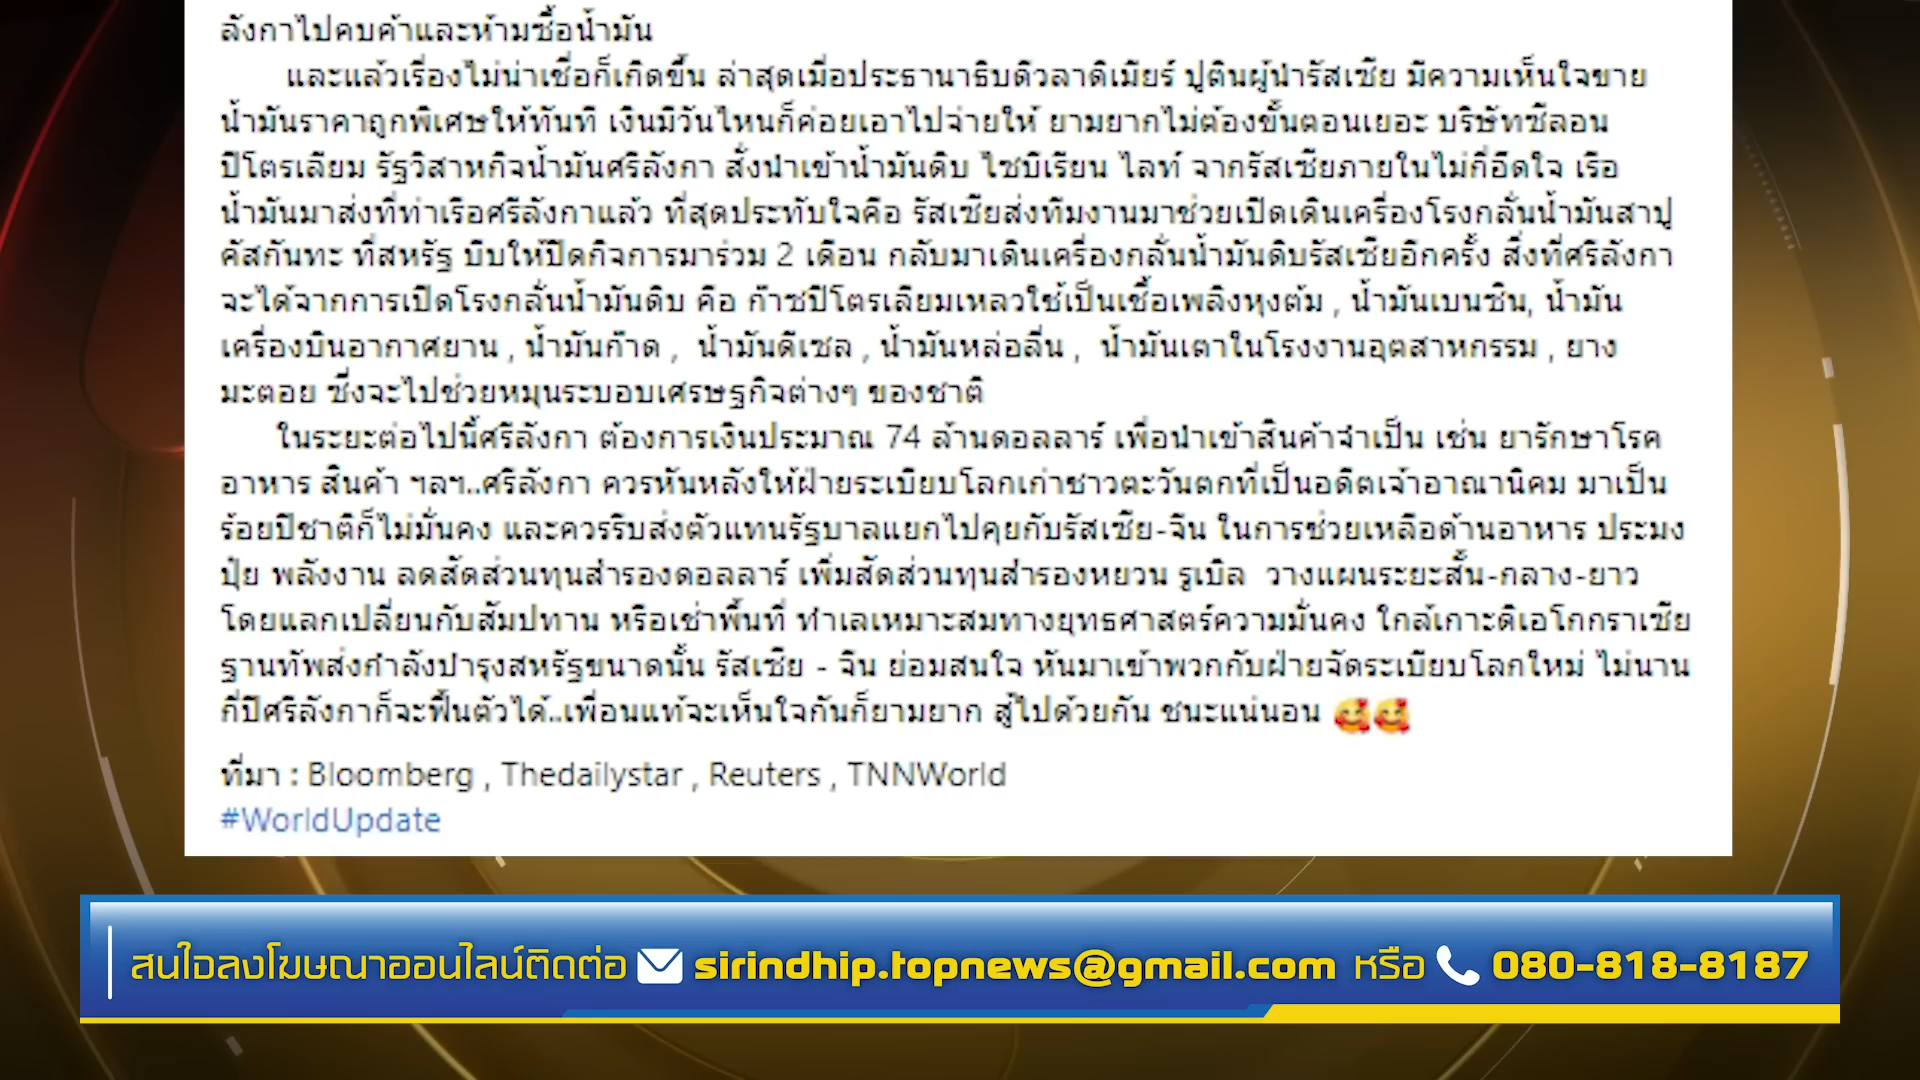 ลังกาไปคบค้าและห้ามซื้อน้ำมัน
และแล้วเรื่องไม่น่าเชื่อก็เกิดขึ้น ล่าสุดเมื่อประธานาธิบดีวลาดิเมียร์ ปูตินผู้นำรัสเซีย มีความเห็นใจขาย
น้ำมันราคาถูกพิเศษให้ทันที เงินมีวันไหนก็ค่อยเอาไปจ่ายให้ ยามยากไม่ต้องขั้นตอนเยอะ บริษัทซีลอน
ปิโตรเลียม รัฐวิสาหกิจน้ำมันศรีลังกา สั่งนำเข้าน้ำมันดิบ ไซบีเรียน ไลท์ จากรัสเซียภายในไม่กี่อึดใจ เรือ
น้ำมันมาส่งที่ท่าเรือศรีลังกาแล้ว ที่สุดประทับใจคือ รัสเซียส่งทีมงานมาช่วยเปิดเดินเครื่องโรงกลั่นน้ำมันสาปู
คัสกันทะ ที่สหรัฐ บีบให้ปิดกิจการมาร่วม 2 เดือน กลับมาเดินเครื่องกลั่นน้ำมันดิบรัสเซียอีกครั้ง สิ่งที่ศรีลังกา
จะได้จากการเปิดโรงกลั่นน้ำมันดิบ คือ ก๊าซปิโตรเลียมเหลวใช้เป็นเชื้อเพลิงหุงต้ม , น้ำมันเบนซิน, น้ำมัน
เครื่องบินอากาศยาน , น้ำมันก๊าด , น้ำมันดีเซล , น้ำมันหล่อลื่น , น้ำมันเตาในโรงงานอุตสาหกรรม , ยาง
มะตอย ซึ่งจะไปช่วยหมุนระบอบเศรษฐกิจต่างๆ ของชาติ
ในระยะต่อไปนี้ศรีลังกา ต้องการเงินประมาณ 74 ล้านดอลลาร์ เพื่อนำเข้าสินค้าจำเป็น เช่น ยารักษาโรค
อาหาร สินค้า ฯลฯ..ศรีลังกา ควรหันหลังให้ฝ่ายระเบียบโลกเก่าชาวตะวันตกที่เป็นอดีตเจ้าอาณานิคม มาเป็น
ร้อยปีชาติก็ไม่มั่นคง และควรรีบส่งตัวแทนรัฐบาลแยกไปคุยกับรัสเซีย-จีน ในการช่วยเหลือด้านอาหาร ประมง
ปุ๋ย พลังงาน ลดสัดส่วนทุนสำรองดอลลาร์ เพิ่มสัดส่วนทุนสำรองหยวน รูเบิล วางแผนระยะสั้น-กลาง-ยาว
โดยแลกเปลี่ยนกับสัมปทาน หรือเช่าพื้นที่ ทำเลเหมาะสมทางยุทธศาสตร์ความมั่นคง ใกล้เกาะดิเอโกกราเซีย
ฐานทัพส่งกำลังบำรุงสหรัฐขนาดนั้น รัสเซีย - จีน ย่อมสนใจ หันมาเข้าพวกกับฝ่ายจัดระเบียบโลกใหม่ ไม่นาน
กี่ปีศรีลังกาก็จะฟื้นตัวได้..เพื่อนแท้จะเห็นใจกันก็ยามยาก สู้ไปด้วยกัน ชนะแน่นอน 🥰🥰
ที่มา : Bloomberg , Thedailystar , Reuters , TNNWorld
#WorldUpdate
สนใจลงโฆษณาออนไลน์ติดต่อ sirindhip.topnews@gmail.com หรือ 080-818-8187